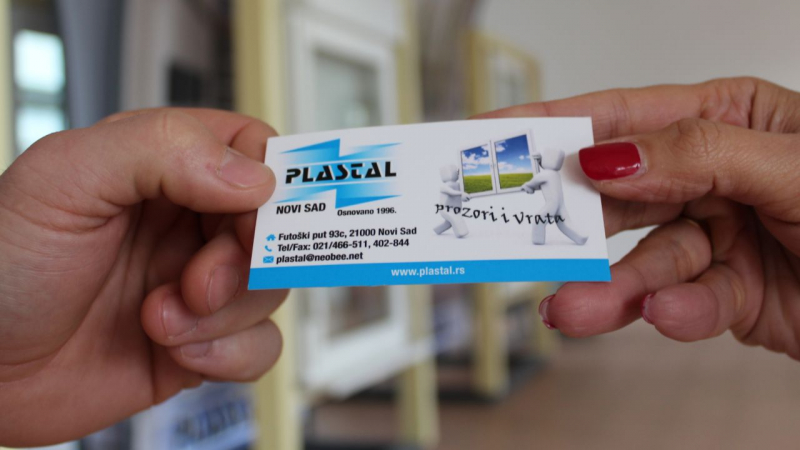 PLASTAL
NOVI SAD Osnovano 1996.
Prozori i Vrata
Futoški put 93c, 21000 Novi Sad
Tel/Fax: 021/466-511, 402-844
plastal@neobee.net
www.plastal.rs